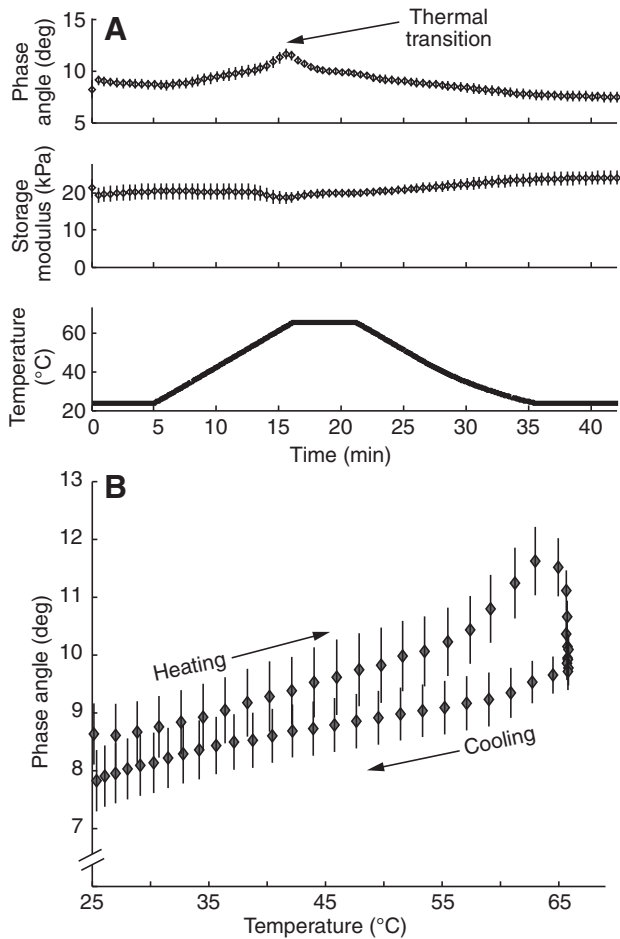 A
Thermal
transition
Phase
angle (deg)
15
10
5
Storage
modulus (kPa)
20
10
0
Temperature
(°C)
60
40
20
0 5 10 15 20 25 30 35 40
Time (min)
B
Phase angle (deg)
13
12
11
10
9
8
7
Heating
Cooling
25 35 45 55 65
Temperature (°C)